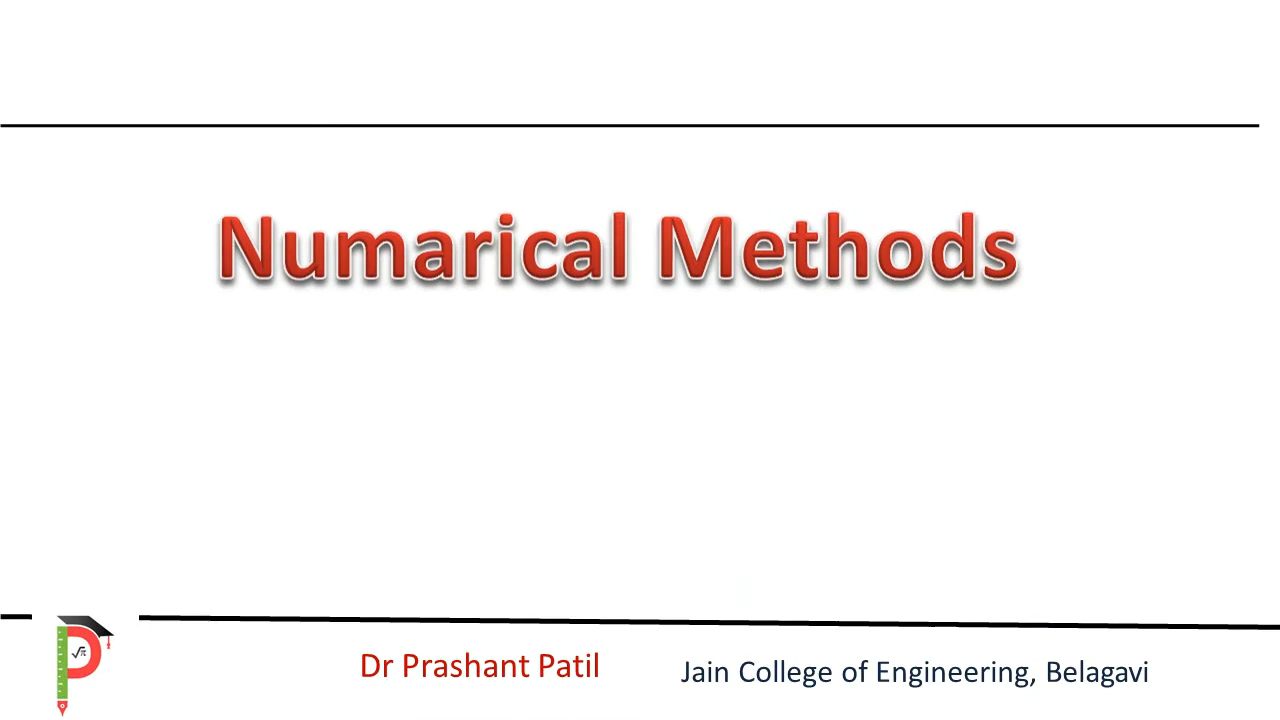 Numarical Methods
Dr Prashant Patil
Jain College of Engineering, Belagavi